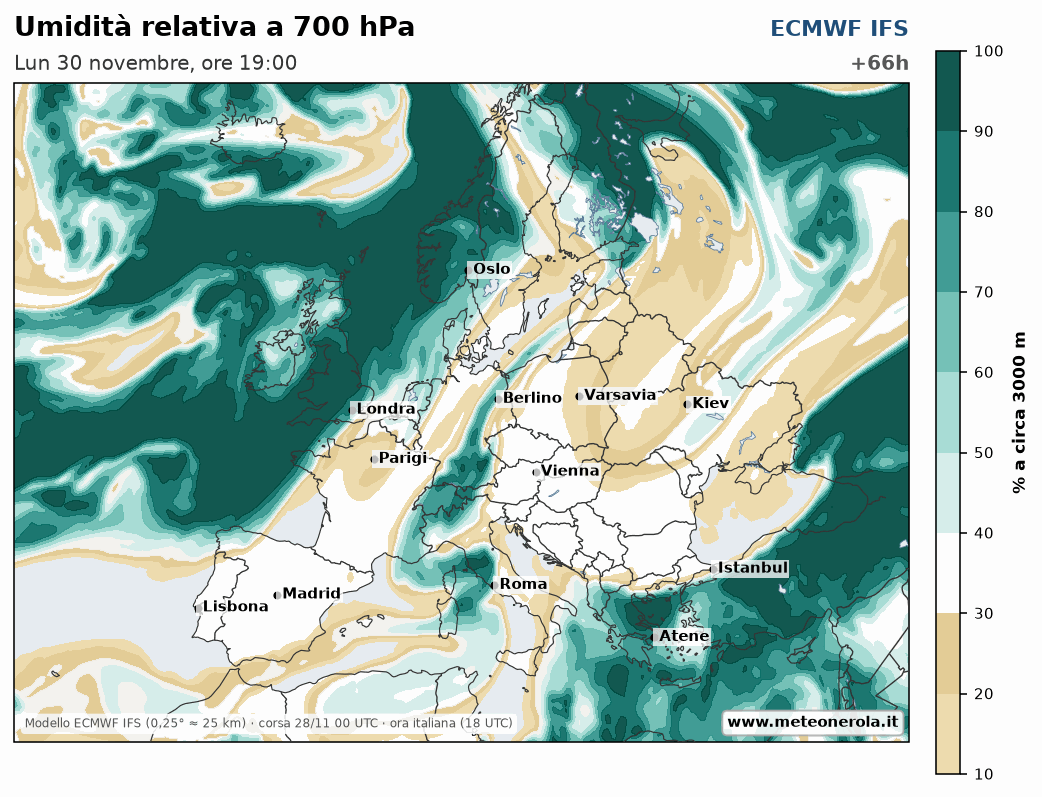 Umidità relativa a 700 hPa
ECMWF IFS
Lun 30 novembre, ore 19:00
+66h
Oslo
Londra
Berlino
Varsavia
Kiev
Parigi
Vienna
Istanbul
Roma
Madrid
Lisbona
Atene
Modello ECMWF IFS (0,25° ≈ 25 km) · corsa 28/11 00 UTC · ora italiana (18 UTC)
www.meteonerola.it
100
90
80
70
60
50
40
30
20
10
% a circa 3000 m